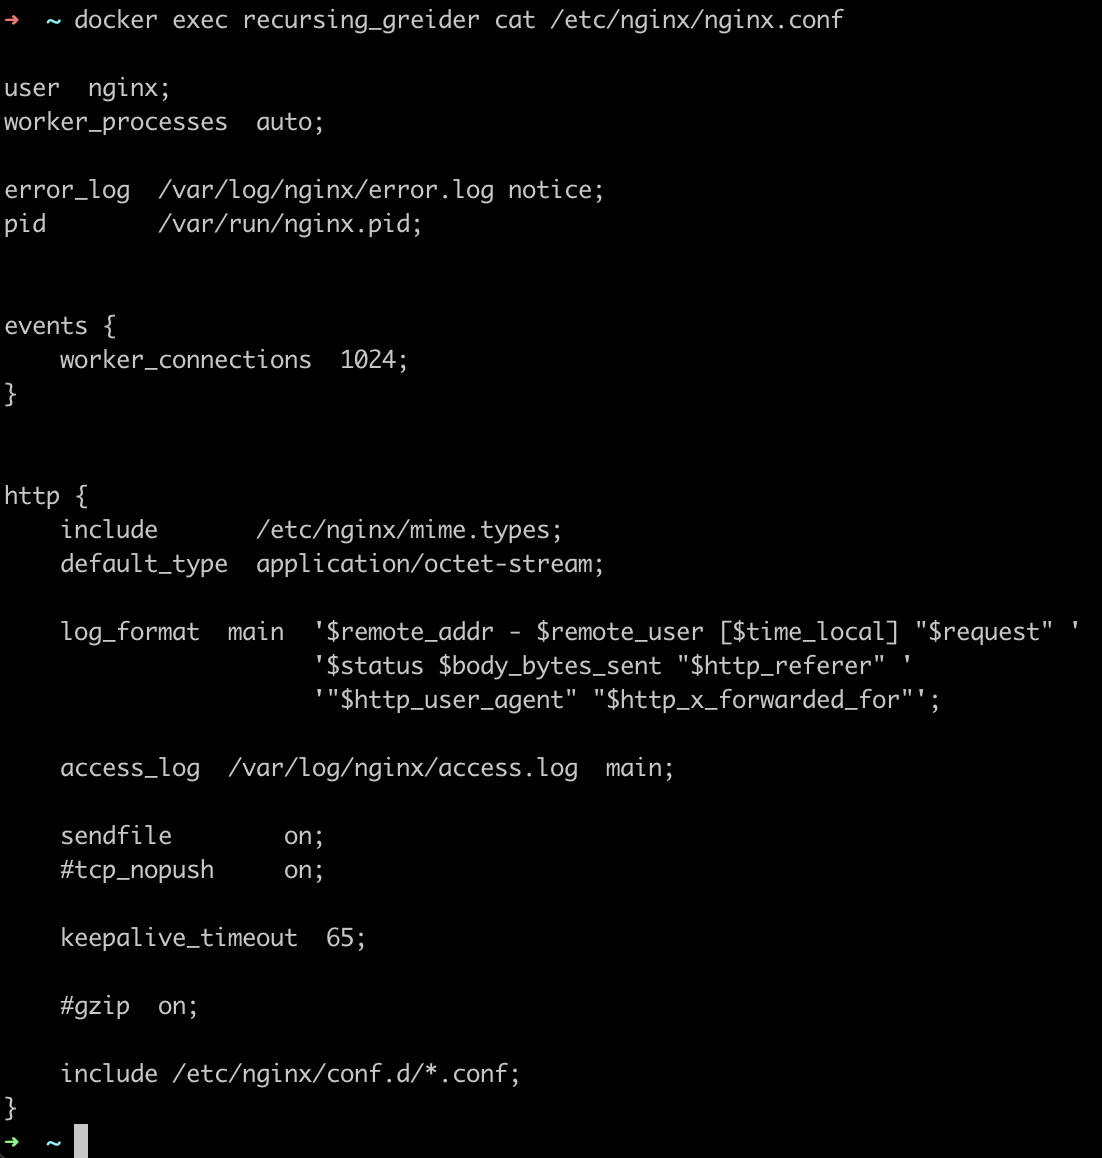 ➜  ~ docker exec recursing_greider cat /etc/nginx/nginx.conf

user  nginx;
worker_processes  auto;

error_log  /var/log/nginx/error.log notice;
pid        /var/run/nginx.pid;


events {
    worker_connections  1024;
}


http {
    include       /etc/nginx/mime.types;
    default_type  application/octet-stream;

    log_format  main  '$remote_addr - $remote_user [$time_local] "$request" '
                      '$status $body_bytes_sent "$http_referer" '
                      '"$http_user_agent" "$http_x_forwarded_for"';

    access_log  /var/log/nginx/access.log  main;

    sendfile        on;
    #tcp_nopush     on;

    keepalive_timeout  65;

    #gzip  on;

    include /etc/nginx/conf.d/*.conf;
}
➜  ~